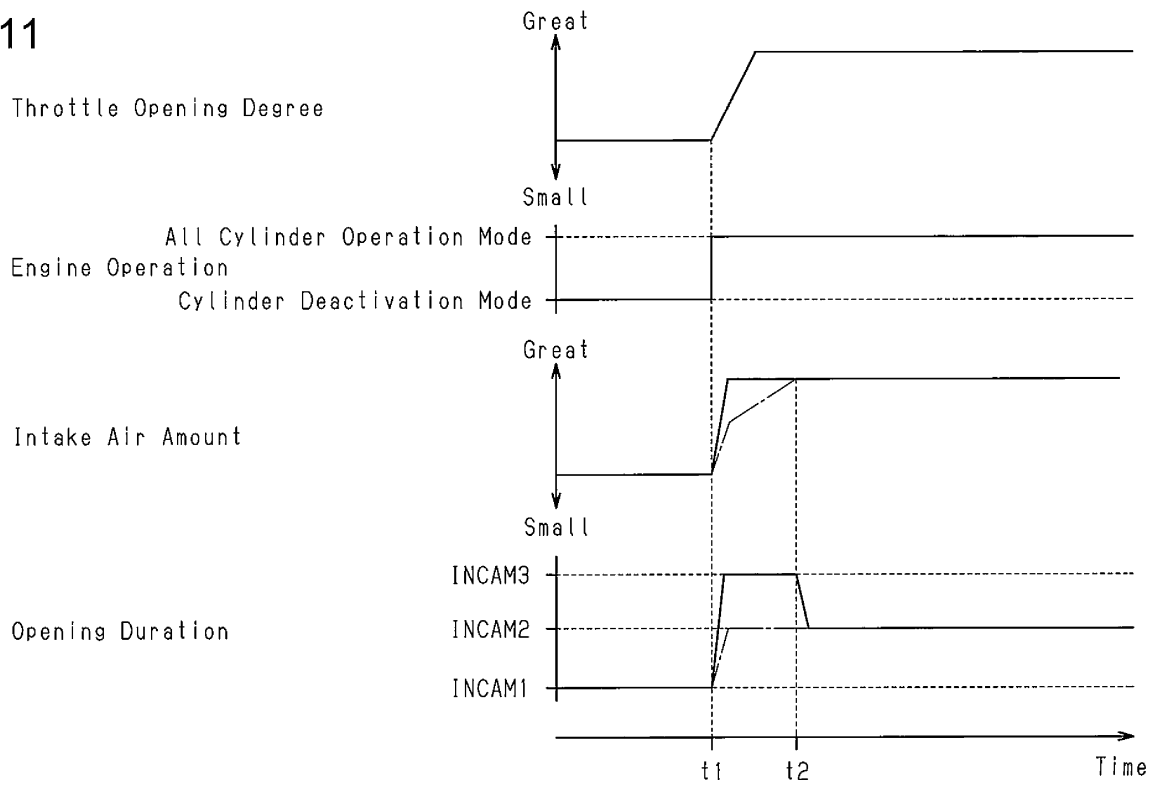 11
Great
Throttle Opening Degree
Small
All Cylinder Operation Mode
Engine Operation
Cylinder Deactivation Mode
Great
Intake Air Amount
Small
INCAM3
Opening Duration
INCAM2
INCAM1
t1 t2 Time